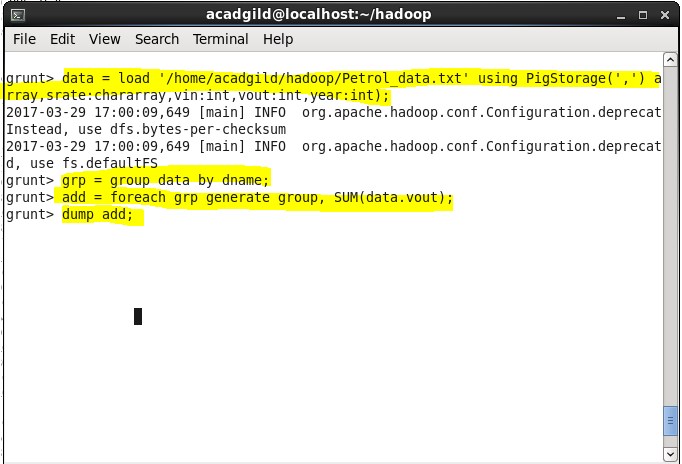 acadgild@localhost:~/hadoop
File Edit View Search Terminal Help
grunt> data = load '/home/acadgild/hadoop/Petrol_data.txt' using PigStorage(',') a
rray,srate:chararray,vin:int,vout:int,year:int);
2017-03-29 17:00:09,649 [main] INFO  org.apache.hadoop.conf.Configuration.deprecat
Instead, use dfs.bytes-per-checksum
2017-03-29 17:00:09,649 [main] INFO  org.apache.hadoop.conf.Configuration.deprecat
d, use fs.defaultFS
grunt> grp = group data by dname;
grunt> add = foreach grp generate group, SUM(data.vout);
grunt> dump add;